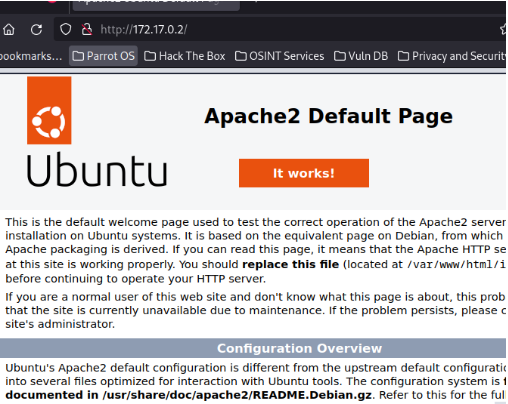 http://172.17.0.2/
bookmarks... Parrot OS Hack The Box OSINT Services Vuln DB Privacy and Security
Apache2 Default Page
Ubuntu
It works!
This is the default welcome page used to test the correct operation of the Apache2 server
installation on Ubuntu systems. It is based on the equivalent page on Debian, from which
Apache packaging is derived. If you can read this page, it means that the Apache HTTP se
at this site is working properly. You should replace this file (located at /var/www/html/i
before continuing to operate your HTTP server.
If you are a normal user of this web site and don't know what this page is about, this prob
that the site is currently unavailable due to maintenance. If the problem persists, please c
site's administrator.
Configuration Overview
Ubuntu's Apache2 default configuration is different from the upstream default configuratio
into several files optimized for interaction with Ubuntu tools. The configuration system is f
documented in /usr/share/doc/apache2/README.Debian.gz. Refer to this for the full